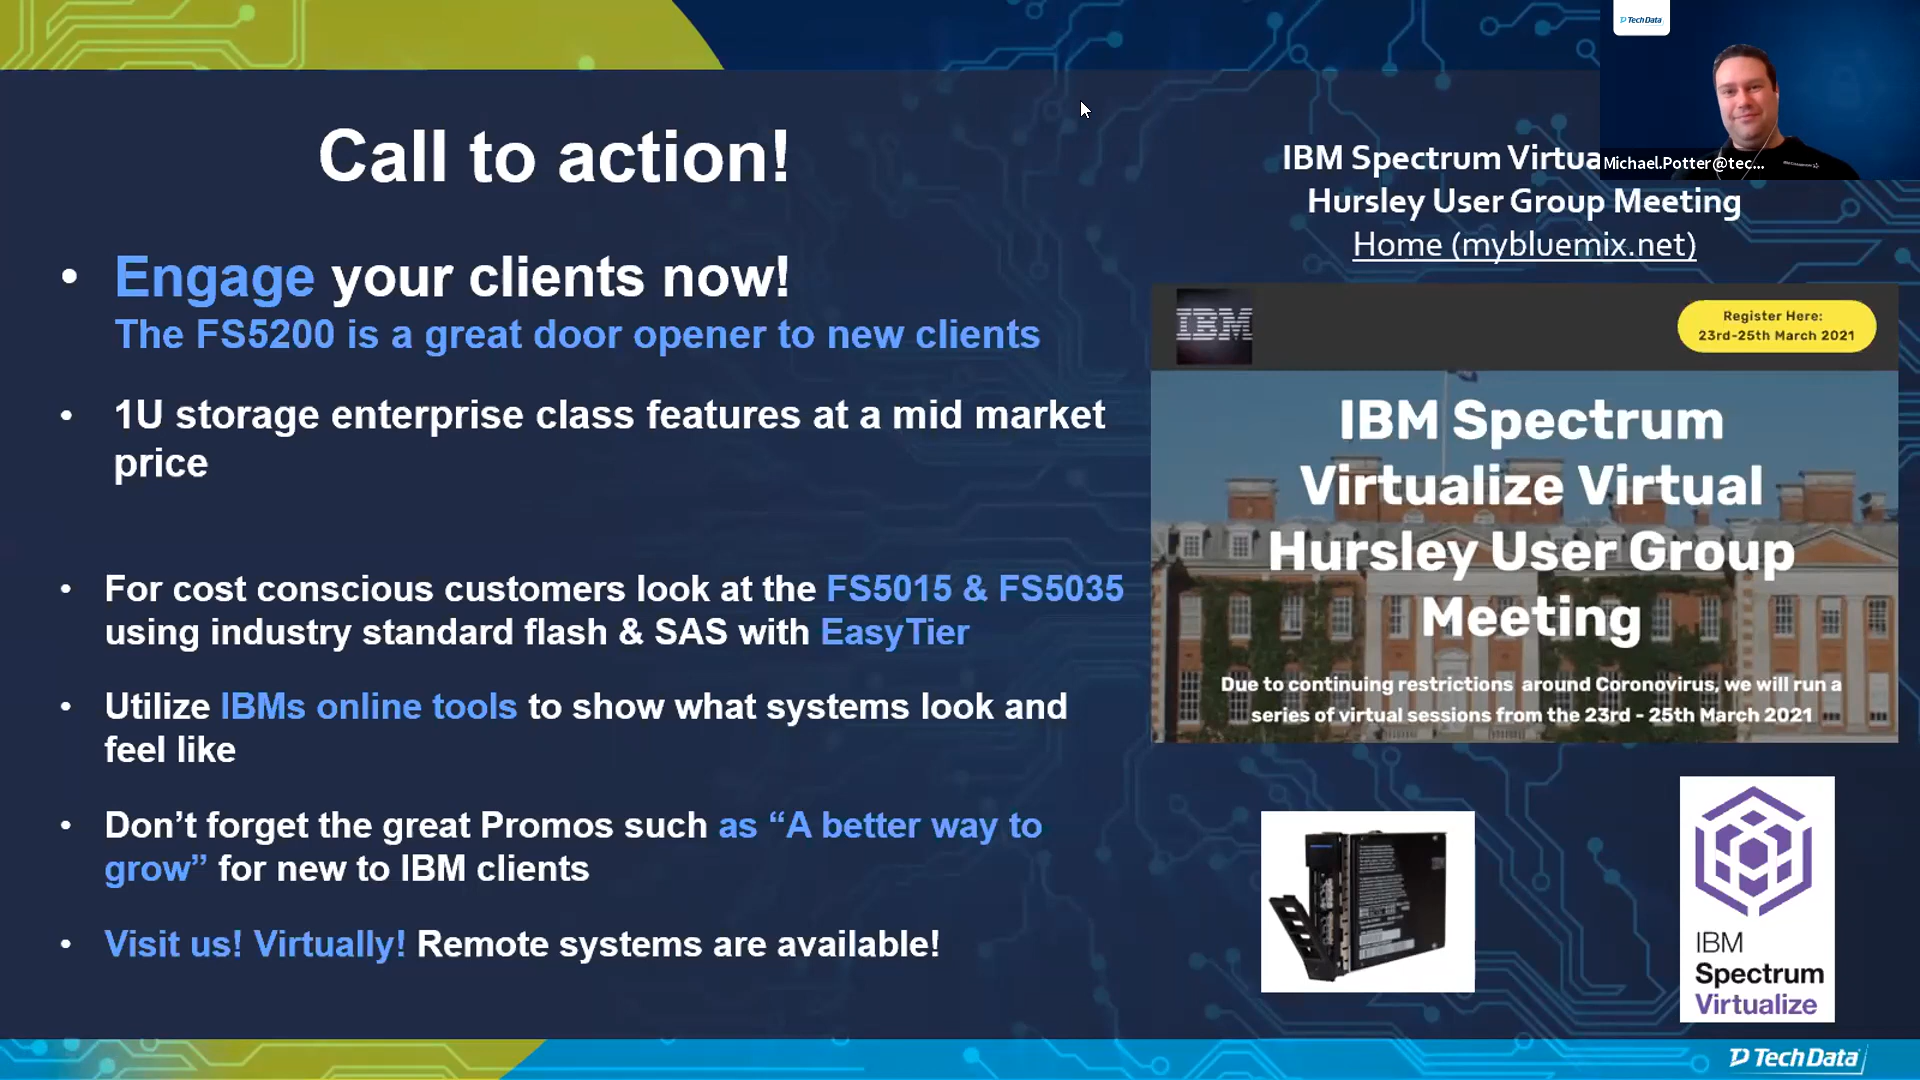 TechData
Call to action!
IBM Spectrum Virtua
Michael.Potter@tec...
Hursley User Group Meeting
Home (mybluemix.net)
• Engage your clients now!
The FS5200 is a great door opener to new clients
• 1U storage enterprise class features at a mid market
price
• For cost conscious customers look at the FS5015 & FS5035
using industry standard flash & SAS with EasyTier
• Utilize IBMs online tools to show what systems look and
feel like
• Don’t forget the great Promos such as “A better way to
grow” for new to IBM clients
• Visit us! Virtually! Remote systems are available!
IBM
Register Here:
23rd-25th March 2021
IBM Spectrum
Virtualize Virtual
Hursley User Group
Meeting
Due to continuing restrictions around Coronovirus, we will run a
series of virtual sessions from the 23rd - 25th March 2021
IBM
Spectrum
Virtualize
TechData